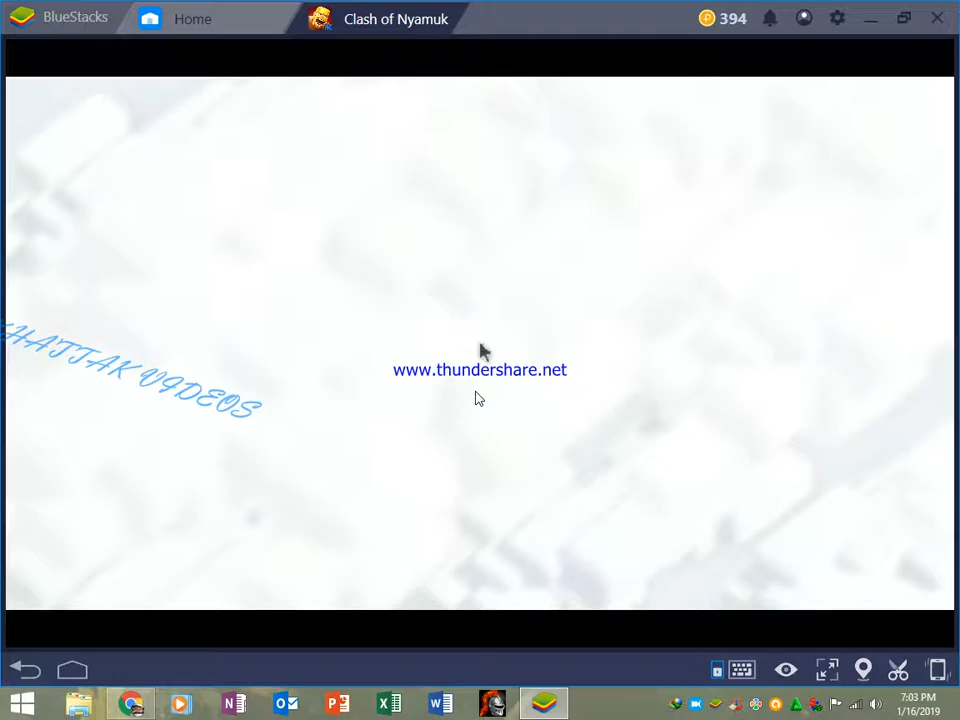 BlueStacks
Home
Clash of Nyamuk
394
HATTAK VIDEOS
www.thundershare.net
7:03 PM
1/16/2019